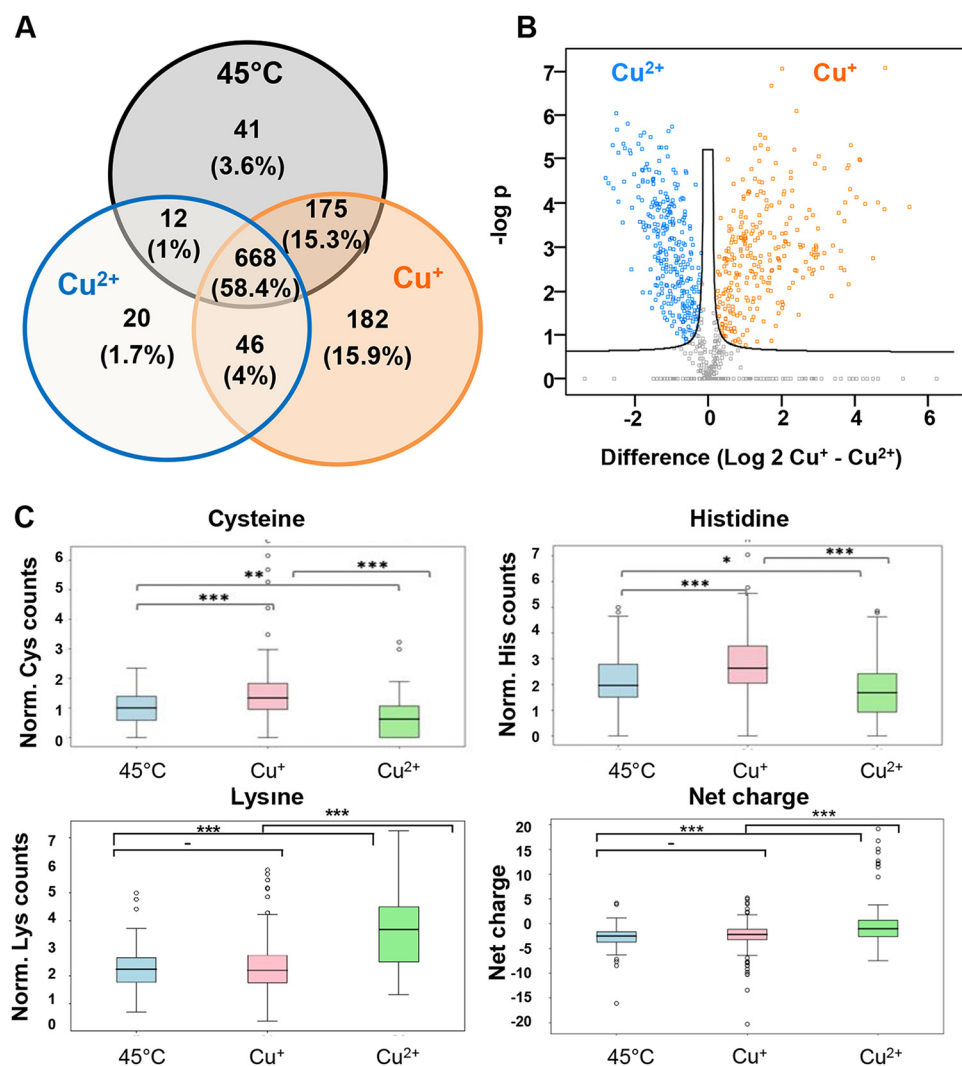 A
45°C
41
(3.6%)
12
(1%)
175
(15.3%)
668
(58.4%)
Cu2+
Cu+
20
(1.7%)
46
(4%)
182
(15.9%)
B
Cu2+
Cu+
7
6
5
4
3
2
1
0
-log p
-2
0
2
4
6
Difference (Log 2 Cu+ - Cu2+)
C
Cysteine
Norm. Cys counts
6
5
4
3
2
1
0
**
***
***
45°C
Cu+
Cu2+
Histidine
Norm. His counts
7
6
5
4
3
2
1
0
*
***
***
45°C
Cu+
Cu2+
Lysine
Norm. Lys counts
7
6
5
4
3
2
1
0
***
***
-
45°C
Cu+
Cu2+
Net charge
Net charge
20
15
10
5
0
-5
-10
-15
-20
***
***
-
45°C
Cu+
Cu2+